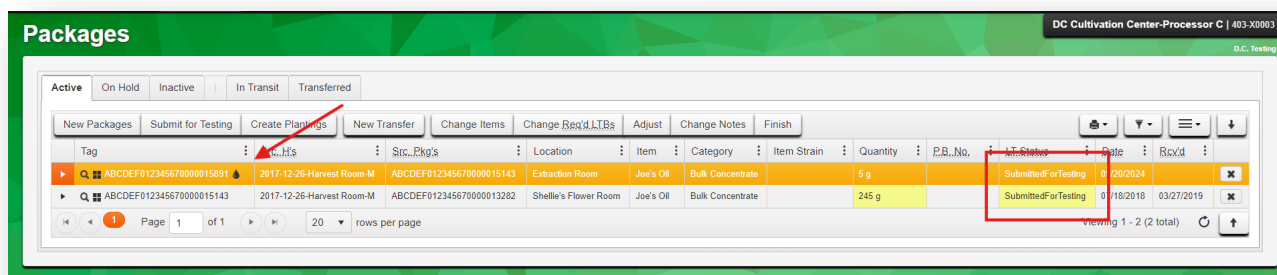 DC Cultivation Center-Processor C | 403-X0003
Packages
D.C. Testing
Active On Hold Inactive | In Transit Transferred
New Packages Submit for Testing Create Plantings New Transfer Change Items Change Req'd LTBs Adjust Change Notes Finish
Tag Src. H's Src. Pkg's Location Item Category Item Strain Quantity P.B. No. LT Status Date Rcv'd
ABCDEF012345670000015891 2017-12-26-Harvest Room-M ABCDEF012345670000015143 Extraction Room Joe's Oil Bulk Concentrate 5 g SubmittedForTesting /20/2024
ABCDEF012345670000015143 2017-12-26-Harvest Room-M ABCDEF012345670000013282 Shellie's Flower Room Joe's Oil Bulk Concentrate 245 g SubmittedForTesting /18/2018 03/27/2019
1 Page 1 of 1 20 rows per page Viewing 1 - 2 (2 total)